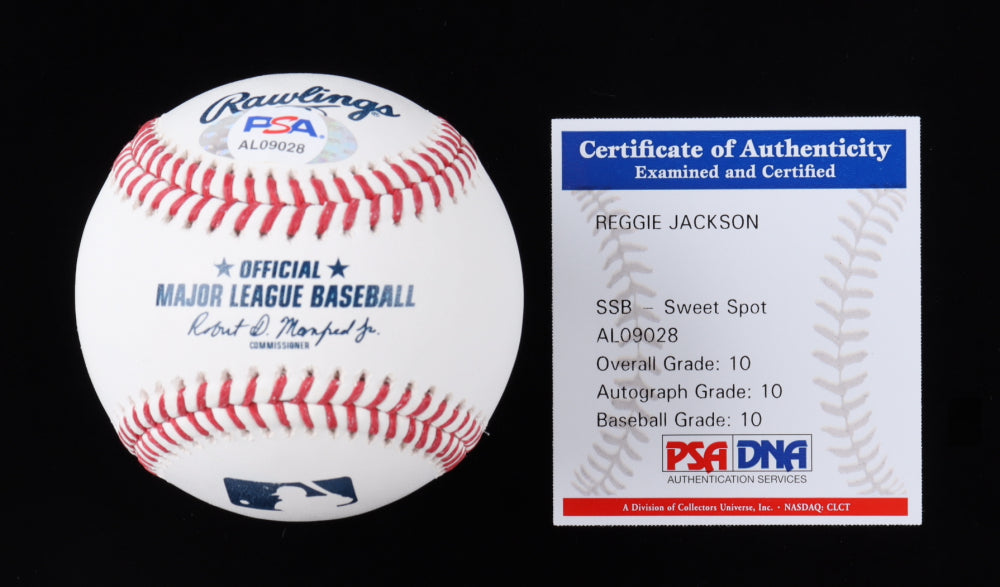 Rawlings®
PSA
AL09028
★ OFFICIAL ★
MAJOR LEAGUE BASEBALL
Robert D. Manfred Jr.
COMMISSIONER
Certificate of Authenticity
Examined and Certified
REGGIE JACKSON
SSB - Sweet Spot
AL09028
Overall Grade: 10
Autograph Grade: 10
Baseball Grade: 10
PSA DNA
AUTHENTICATION SERVICES
A Division of Collectors Universe, Inc. · NASDAQ: CLCT